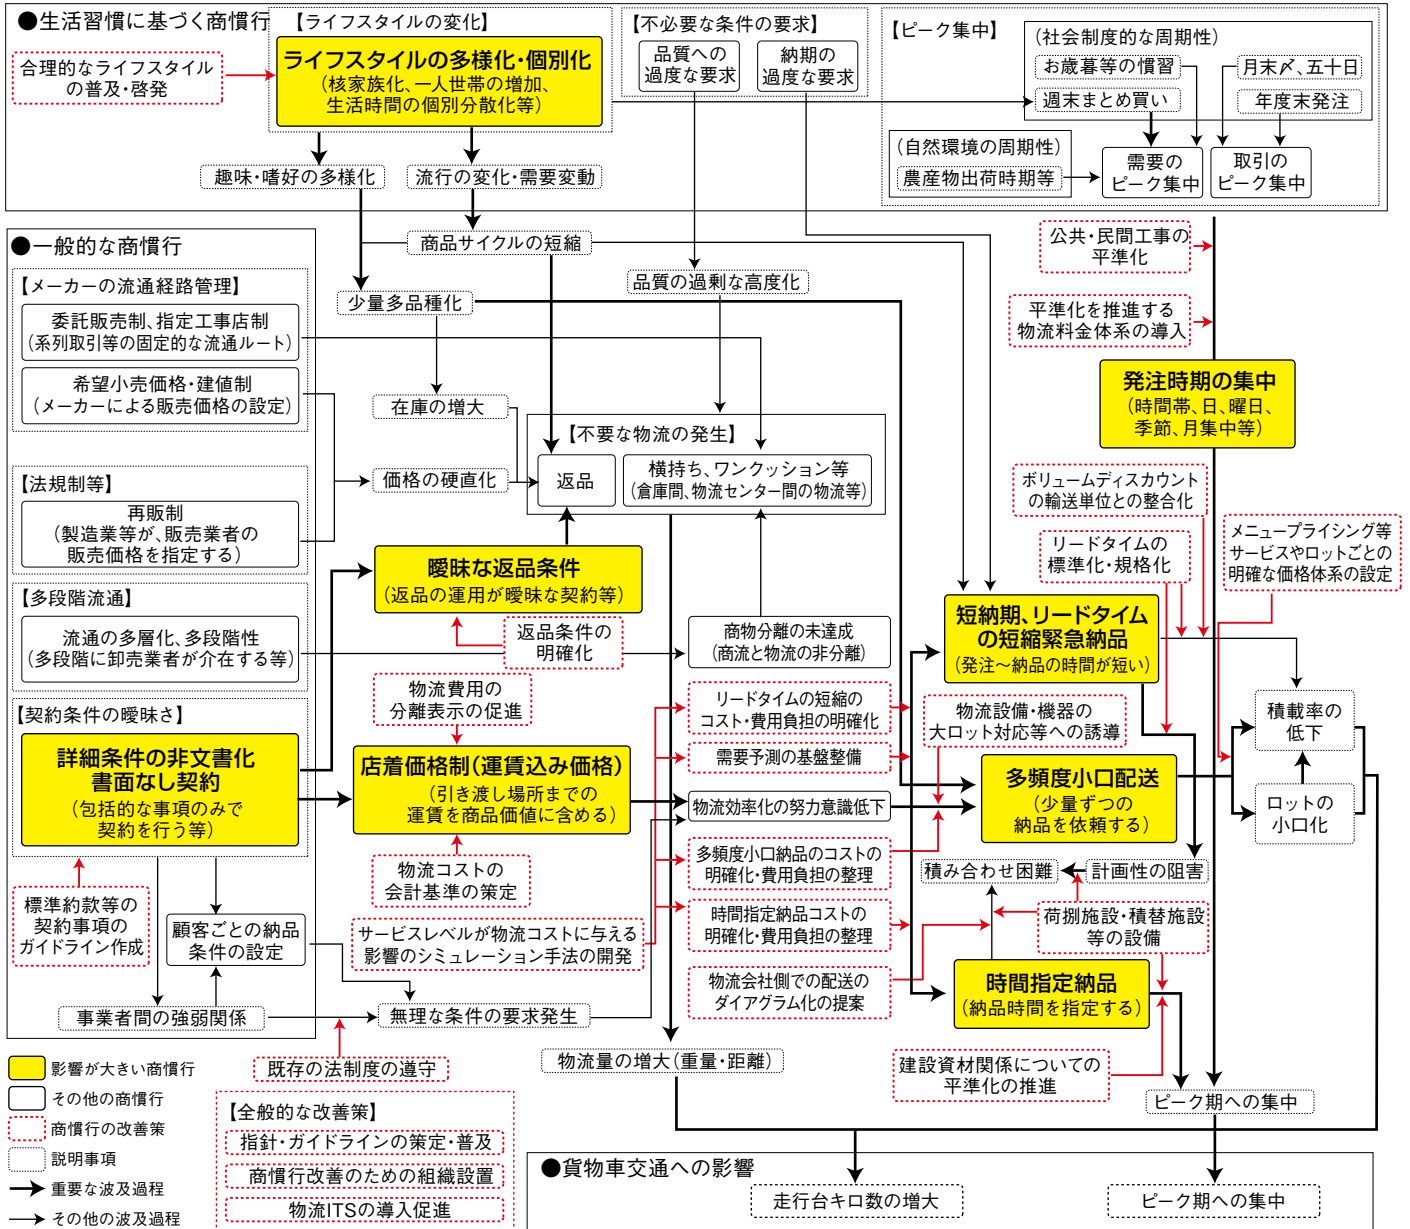 ●生活習慣に基づく商慣行
【ライフスタイルの変化】
ライフスタイルの多様化・個別化
(核家族化、一人世帯の増加、
生活時間の個別分散化等)
合理的なライフスタイル
の普及・啓発
【不必要な条件の要求】
品質への
過度な要求
納期の
過度な要求
【ピーク集中】
(社会制度的な周期性)
お歳暮等の慣習
月末〆、五十日
週末まとめ買い
年度末発注
(自然環境の周期性)
農産物出荷時期等
需要の
ピーク集中
取引の
ピーク集中
趣味・嗜好の多様化
流行の変化・需要変動
●一般的な商慣行
商品サイクルの短縮
公共・民間工事の
平準化
【メーカーの流通経路管理】
品質の過剰な高度化
少量多品種化
委託販売制、指定工事店制
(系列取引等の固定的な流通ルート)
平準化を推進する
物流料金体系の導入
希望小売価格・建値制
(メーカーによる販売価格の設定)
在庫の増大
発注時期の集中
(時間帯、日、曜日、
季節、月集中等)
【不要な物流の発生】
返品
横持ち、ワンクッション等
(倉庫間、物流センター間の物流等)
価格の硬直化
【法規制等】
再販制
(製造業等が、販売業者の
販売価格を指定する)
ボリュームディスカウント
の輸送単位との整合化
リードタイムの
標準化・規格化
メニュープライシング等
サービスやロットごとの
明確な価格体系の設定
曖昧な返品条件
(返品の運用が曖昧な契約等)
【多段階流通】
流通の多層化、多段階性
(多段階に卸売業者が介在する等)
返品条件の
明確化
商物分離の未達成
(商流と物流の非分離)
短納期、リードタイム
の短縮緊急納品
(発注～納品の時間が短い)
物流費用の
分離表示の促進
リードタイムの短縮の
コスト・費用負担の明確化
物流設備・機器の
大ロット対応等への誘導
積載率の
低下
【契約条件の曖昧さ】
詳細条件の非文書化
書面なし契約
(包括的な事項のみで
契約を行う等)
店着価格制(運賃込み価格)
(引き渡し場所までの
運賃を商品価値に含める)
需要予測の基盤整備
物流効率化の努力意識低下
多頻度小口配送
(少量ずつの
納品を依頼する)
ロットの
小口化
物流コストの
会計基準の策定
多頻度小口納品のコストの
明確化・費用負担の整理
積み合わせ困難
計画性の阻害
標準約款等の
契約事項の
ガイドライン作成
顧客ごとの納品
条件の設定
サービスレベルが物流コストに与える
影響のシミュレーション手法の開発
時間指定納品コストの
明確化・費用負担の整理
荷捌施設・積替施設
等の設備
物流会社側での配送の
ダイアグラム化の提案
時間指定納品
(納品時間を指定する)
事業者間の強弱関係
無理な条件の要求発生
既存の法制度の遵守
物流量の増大(重量・距離)
建設資材関係についての
平準化の推進
ピーク期への集中
影響が大きい商慣行
その他の商慣行
商慣行の改善策
説明事項
重要な波及過程
その他の波及過程
【全般的な改善策】
指針・ガイドラインの策定・普及
商慣行改善のための組織設置
物流ITSの導入促進
●貨物車交通への影響
走行台キロ数の増大
ピーク期への集中